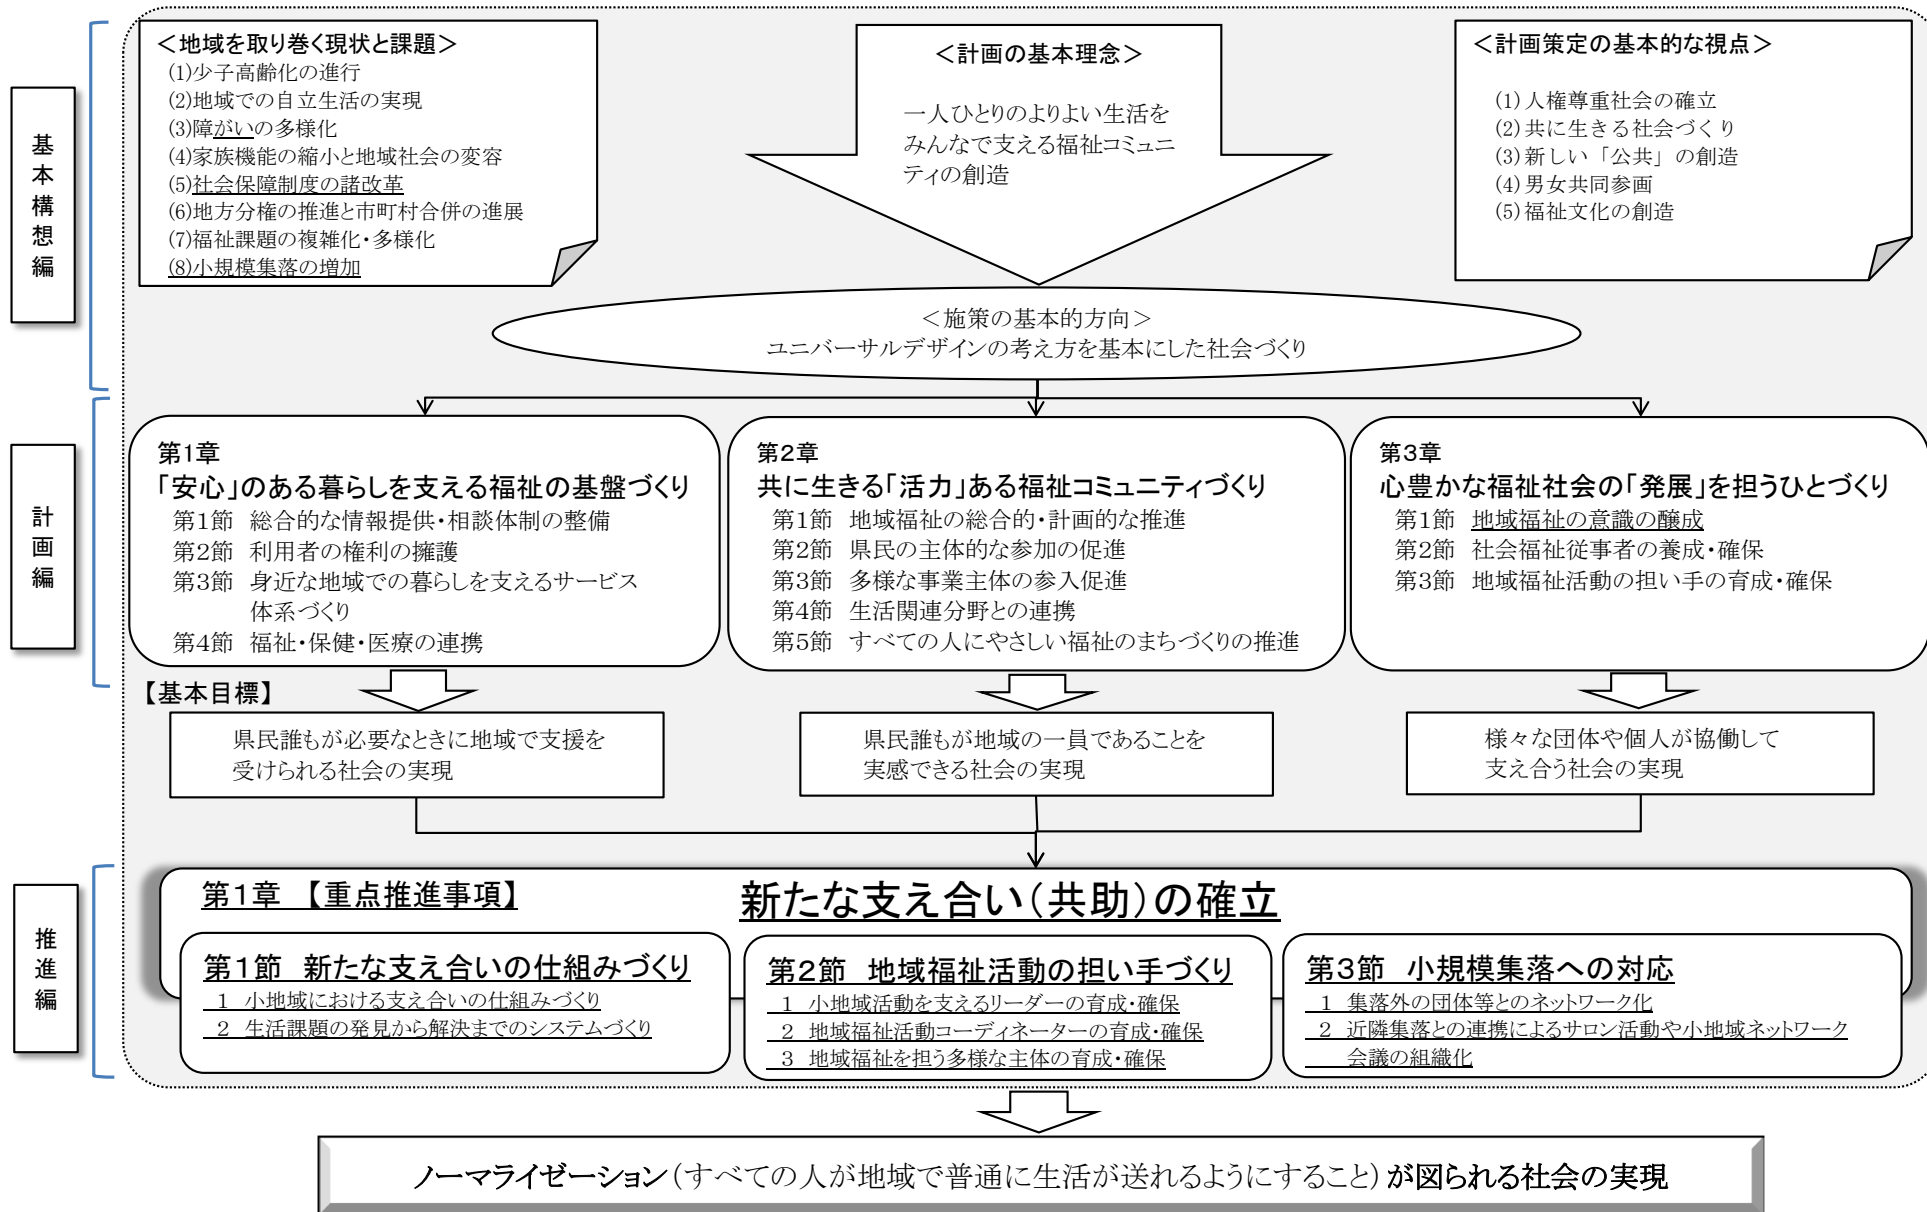 基本構想編
＜地域を取り巻く現状と課題＞
(1)少子高齢化の進行
(2)地域での自立生活の実現
(3)障がいの多様化
(4)家族機能の縮小と地域社会の変容
(5)社会保障制度の諸改革
(6)地方分権の推進と市町村合併の進展
(7)福祉課題の複雑化・多様化
(8)小規模集落の増加
＜計画の基本理念＞
一人ひとりのよりよい生活を
みんなで支える福祉コミュニ
ティの創造
＜計画策定の基本的な視点＞
(1)人権尊重社会の確立
(2)共に生きる社会づくり
(3)新しい「公共」の創造
(4)男女共同参画
(5)福祉文化の創造
＜施策の基本的方向＞
ユニバーサルデザインの考え方を基本にした社会づくり
計画編
第1章
「安心」のある暮らしを支える福祉の基盤づくり
第1節 総合的な情報提供・相談体制の整備
第2節 利用者の権利の擁護
第3節 身近な地域での暮らしを支えるサービス
体系づくり
第4節 福祉・保健・医療の連携
第2章
共に生きる「活力」ある福祉コミュニティづくり
第1節 地域福祉の総合的・計画的な推進
第2節 県民の主体的な参加の促進
第3節 多様な事業主体の参入促進
第4節 生活関連分野との連携
第5節 すべての人にやさしい福祉のまちづくりの推進
第3章
心豊かな福祉社会の「発展」を担うひとづくり
第1節 地域福祉の意識の醸成
第2節 社会福祉従事者の養成・確保
第3節 地域福祉活動の担い手の育成・確保
【基本目標】
県民誰もが必要なときに地域で支援を
受けられる社会の実現
県民誰もが地域の一員であることを
実感できる社会の実現
様々な団体や個人が協働して
支え合う社会の実現
推進編
第1章 【重点推進事項】 新たな支え合い（共助）の確立
第1節 新たな支え合いの仕組みづくり
1 小地域における支え合いの仕組みづくり
2 生活課題の発見から解決までのシステムづくり
第2節 地域福祉活動の担い手づくり
1 小地域活動を支えるリーダーの育成・確保
2 地域福祉活動コーディネーターの育成・確保
3 地域福祉を担う多様な主体の育成・確保
第3節 小規模集落への対応
1 集落外の団体等とのネットワーク化
2 近隣集落との連携によるサロン活動や小地域ネットワーク
会議の組織化
ノーマライゼーション（すべての人が地域で普通に生活が送れるようにすること）が図られる社会の実現